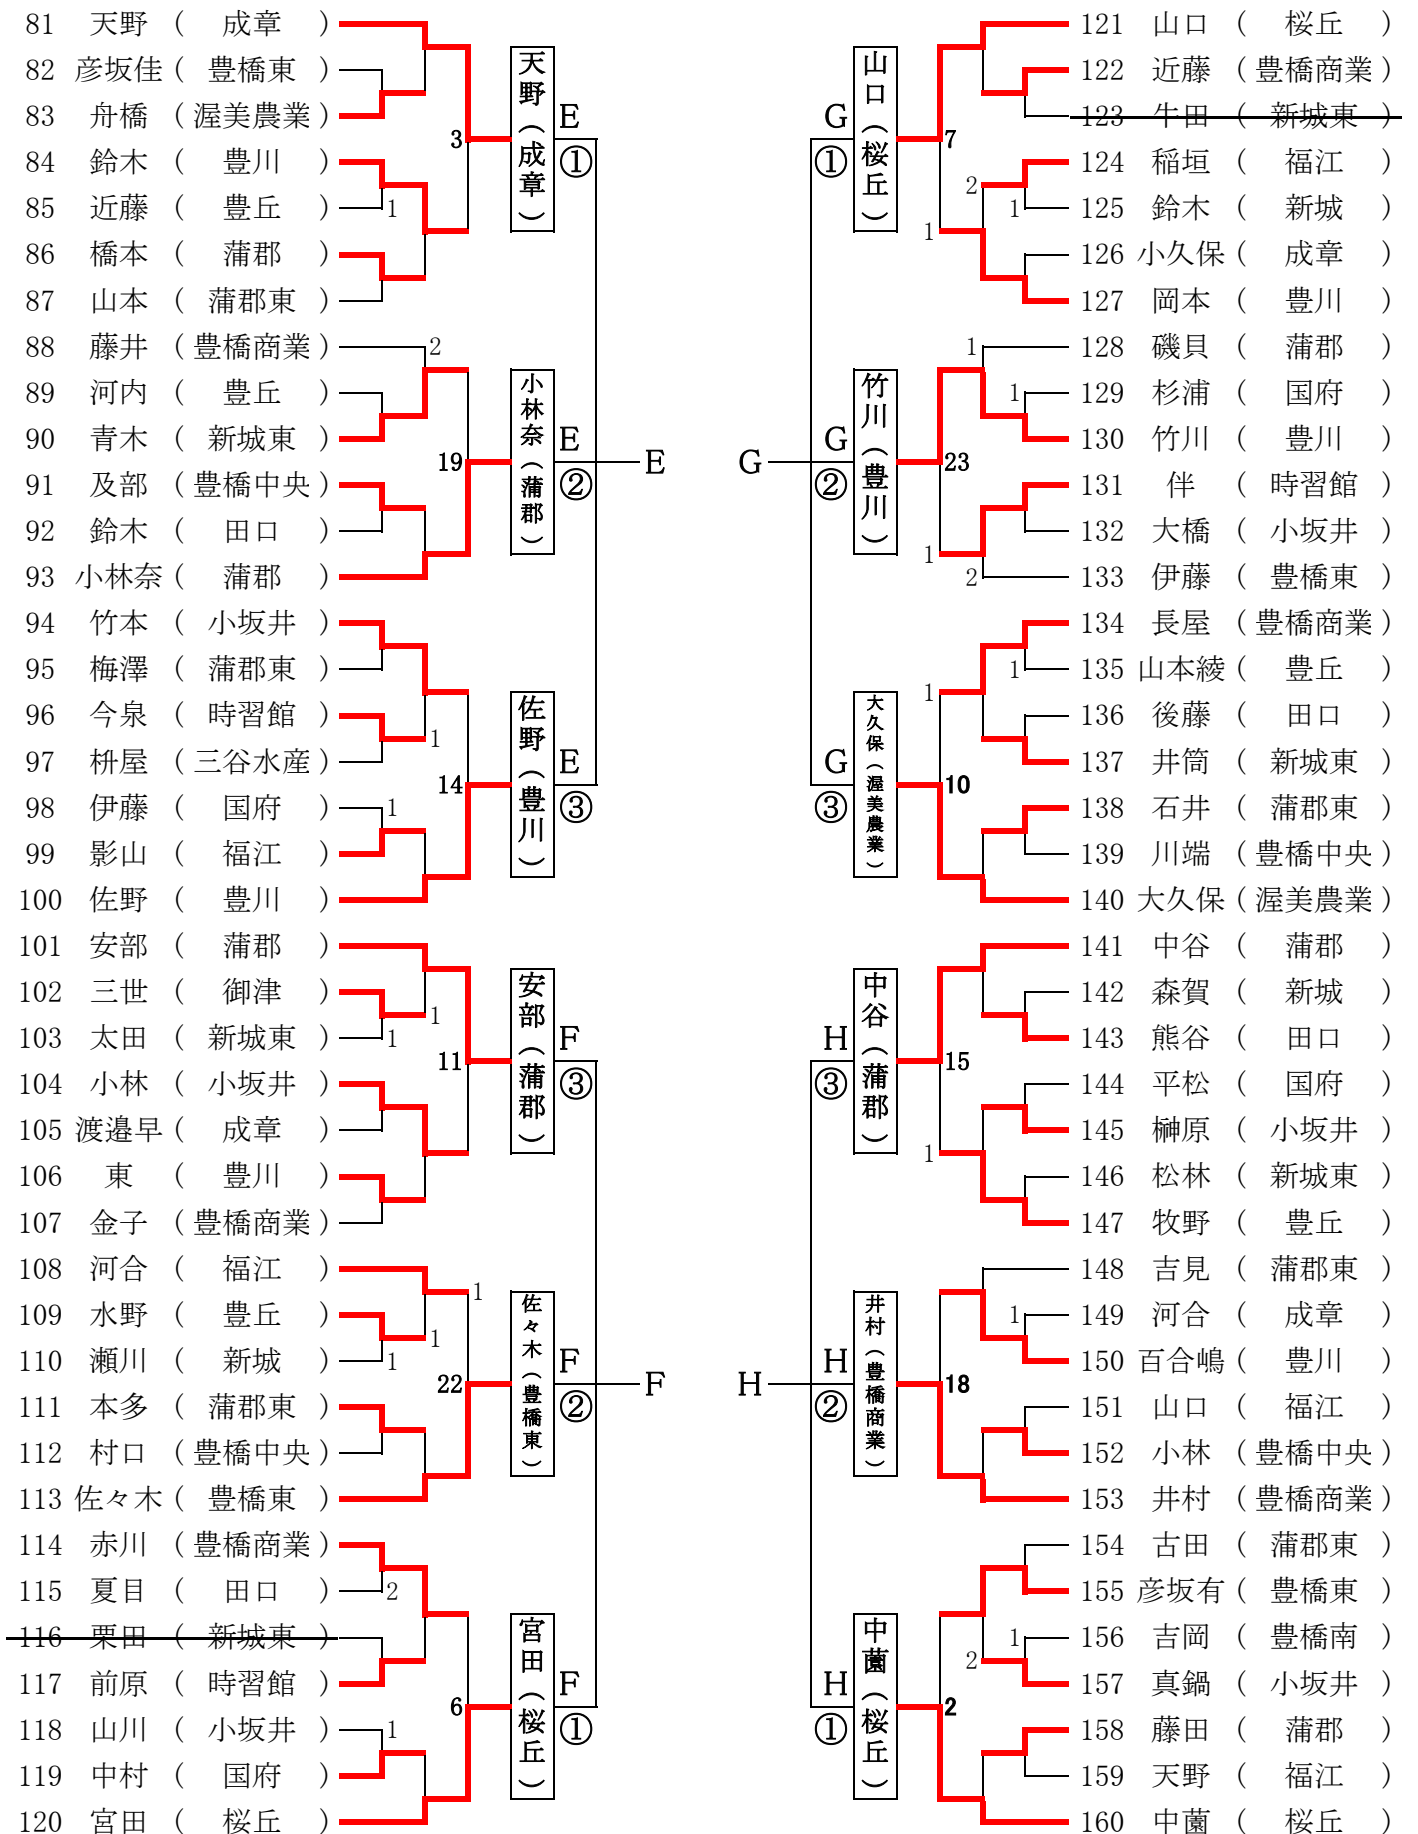 81 天野 （ 成章 ）
82 彦坂佳（ 豊橋東 ）
83 舟橋 （渥美農業）
84 鈴木 （ 豊川 ）
85 近藤 （ 豊丘 ）
86 橋本 （ 蒲郡 ）
87 山本 （ 蒲郡東 ）
88 藤井 （豊橋商業）
89 河内 （ 豊丘 ）
90 青木 （ 新城東 ）
91 及部 （豊橋中央）
92 鈴木 （ 田口 ）
93 小林奈（ 蒲郡 ）
94 竹本 （ 小坂井 ）
95 梅澤 （ 蒲郡東 ）
96 今泉 （ 時習館 ）
97 枡屋 （三谷水産）
98 伊藤 （ 国府 ）
99 影山 （ 福江 ）
100 佐野 （ 豊川 ）
101 安部 （ 蒲郡 ）
102 三世 （ 御津 ）
103 太田 （ 新城東 ）
104 小林 （ 小坂井 ）
105 渡邉早（ 成章 ）
106 東 （ 豊川 ）
107 金子 （豊橋商業）
108 河合 （ 福江 ）
109 水野 （ 豊丘 ）
110 瀬川 （ 新城 ）
111 本多 （ 蒲郡東 ）
112 村口 （豊橋中央）
113 佐々木（ 豊橋東 ）
114 赤川 （豊橋商業）
115 夏目 （ 田口 ）
116 栗田 （ 新城東 ）
117 前原 （ 時習館 ）
118 山川 （ 小坂井 ）
119 中村 （ 国府 ）
120 宮田 （ 桜丘 ）
1
2
1
1
1
1
1
1
1
2
1
3
19
14
11
22
6
天野（成章）
小林奈（蒲郡）
佐野（豊川）
安部（蒲郡）
佐々木（豊橋東）
宮田（桜丘）
E
①
E
②
E
③
F
③
F
②
F
①
E
F
G
H
G
①
G
②
G
③
H
③
H
②
H
①
山口（桜丘）
竹川（豊川）
大久保（渥美農業）
中谷（蒲郡）
井村（豊橋商業）
中薗（桜丘）
7
23
10
15
18
2
2
1
1
1
1
1
2
1
1
1
1
1
2
121 山口 （ 桜丘 ）
122 近藤 （豊橋商業）
123 牛田 （ 新城東 ）
124 稲垣 （ 福江 ）
125 鈴木 （ 新城 ）
126 小久保（ 成章 ）
127 岡本 （ 豊川 ）
128 磯貝 （ 蒲郡 ）
129 杉浦 （ 国府 ）
130 竹川 （ 豊川 ）
131 伴 （ 時習館 ）
132 大橋 （ 小坂井 ）
133 伊藤 （ 豊橋東 ）
134 長屋 （豊橋商業）
135 山本綾（ 豊丘 ）
136 後藤 （ 田口 ）
137 井筒 （ 新城東 ）
138 石井 （ 蒲郡東 ）
139 川端 （豊橋中央）
140 大久保（渥美農業）
141 中谷 （ 蒲郡 ）
142 森賀 （ 新城 ）
143 熊谷 （ 田口 ）
144 平松 （ 国府 ）
145 榊原 （ 小坂井 ）
146 松林 （ 新城東 ）
147 牧野 （ 豊丘 ）
148 吉見 （ 蒲郡東 ）
149 河合 （ 成章 ）
150 百合嶋（ 豊川 ）
151 山口 （ 福江 ）
152 小林 （豊橋中央）
153 井村 （豊橋商業）
154 古田 （ 蒲郡東 ）
155 彦坂有（ 豊橋東 ）
156 吉岡 （ 豊橋南 ）
157 真鍋 （ 小坂井 ）
158 藤田 （ 蒲郡 ）
159 天野 （ 福江 ）
160 中薗 （ 桜丘 ）